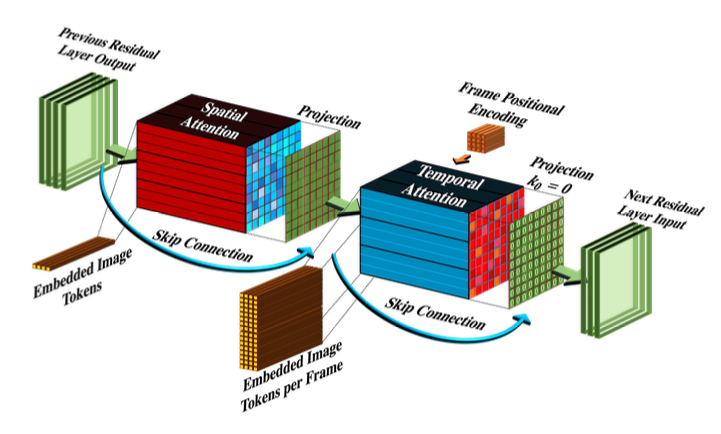 Previous Residual
Layer Output
Spatial
Attention
Projection
Frame Positional
Encoding
Temporal
Attention
Projection
k₀ = 0
Next Residual
Layer Input
Skip Connection
Embedded Image
Tokens
Skip Connection
Embedded Image
Tokens per Frame